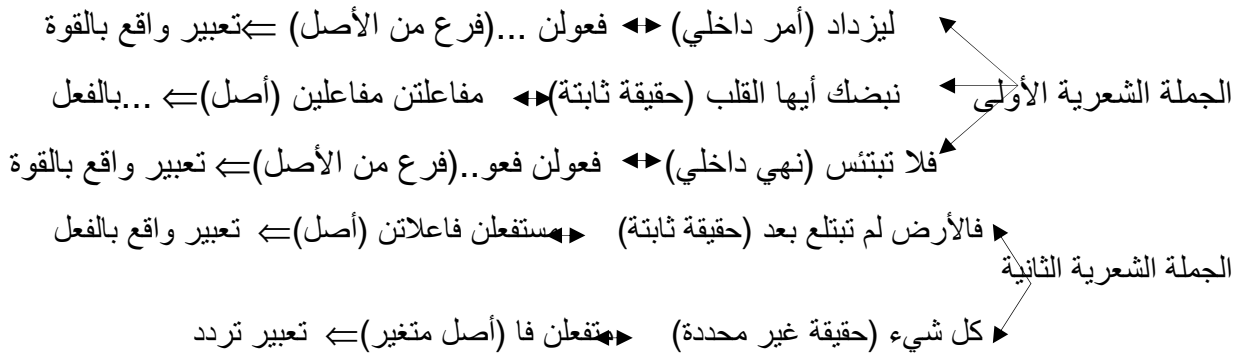 ليزداد (أمر داخلي) ↔ فعولن ...(فرع من الأصل) ⇐تعبير واقع بالقوة
الجملة الشعرية الأولى
نبضك أيها القلب (حقيقة ثابتة)↔ مفاعلتن مفاعلين (أصل)⇐ ...بالفعل
فلا تبتئس (نهي داخلي)↔ فعولن فعو..(فرع من الأصل)⇐ تعبير واقع بالقوة
فالأرض لم تبتلع بعد (حقيقة ثابتة) ↔مستفعلن فاعلاتن (أصل)⇐ تعبير واقع بالفعل
الجملة الشعرية الثانية
كل شيء (حقيقة غير محددة) ↔متفعلن فا (أصل متغير)⇐ تعبير تردد